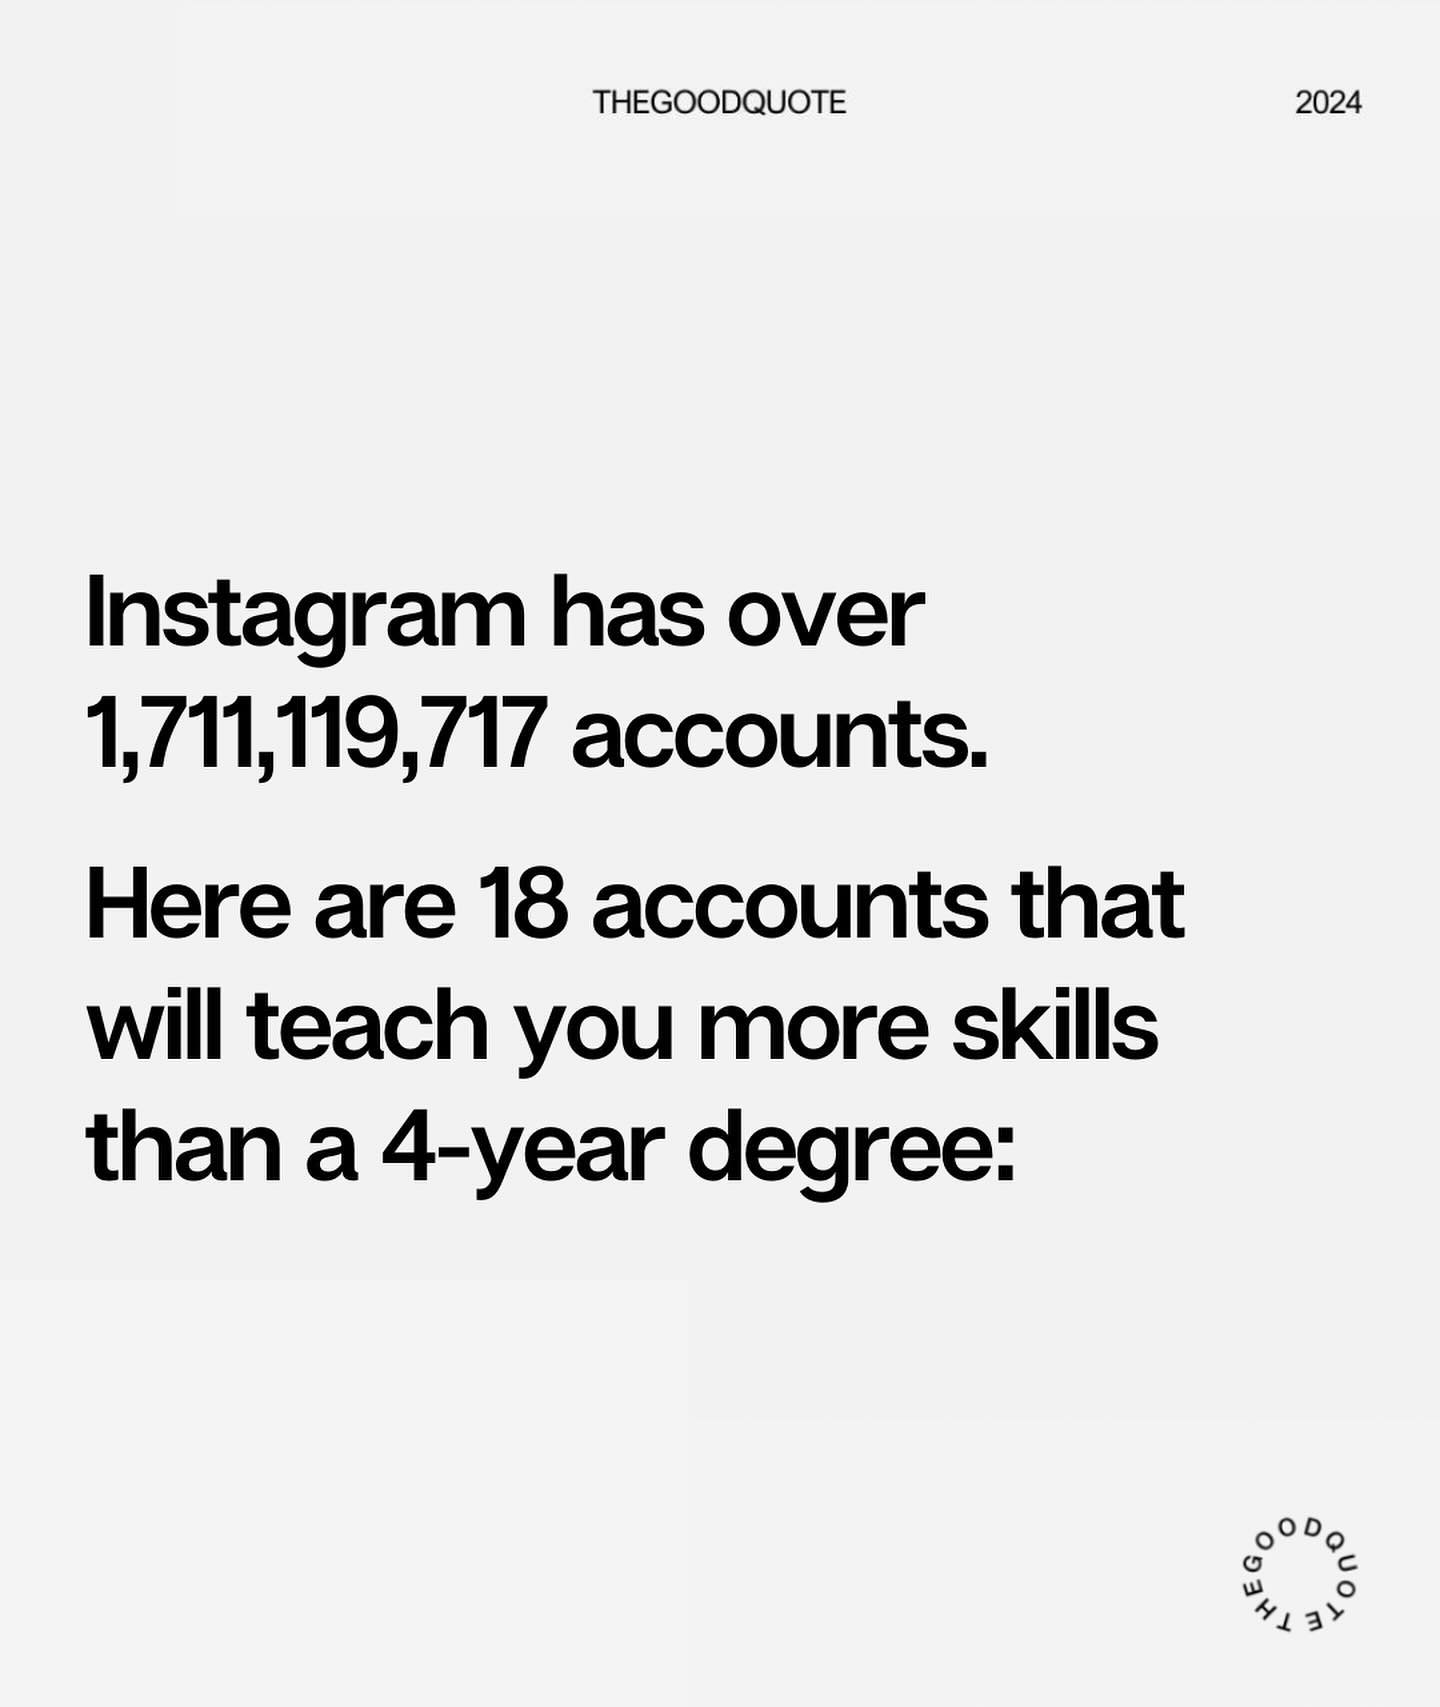 THEGOODQUOTE 2024
Instagram has over
1,711,119,717 accounts.
Here are 18 accounts that
will teach you more skills
than a 4-year degree:
THEGOODQUOTE